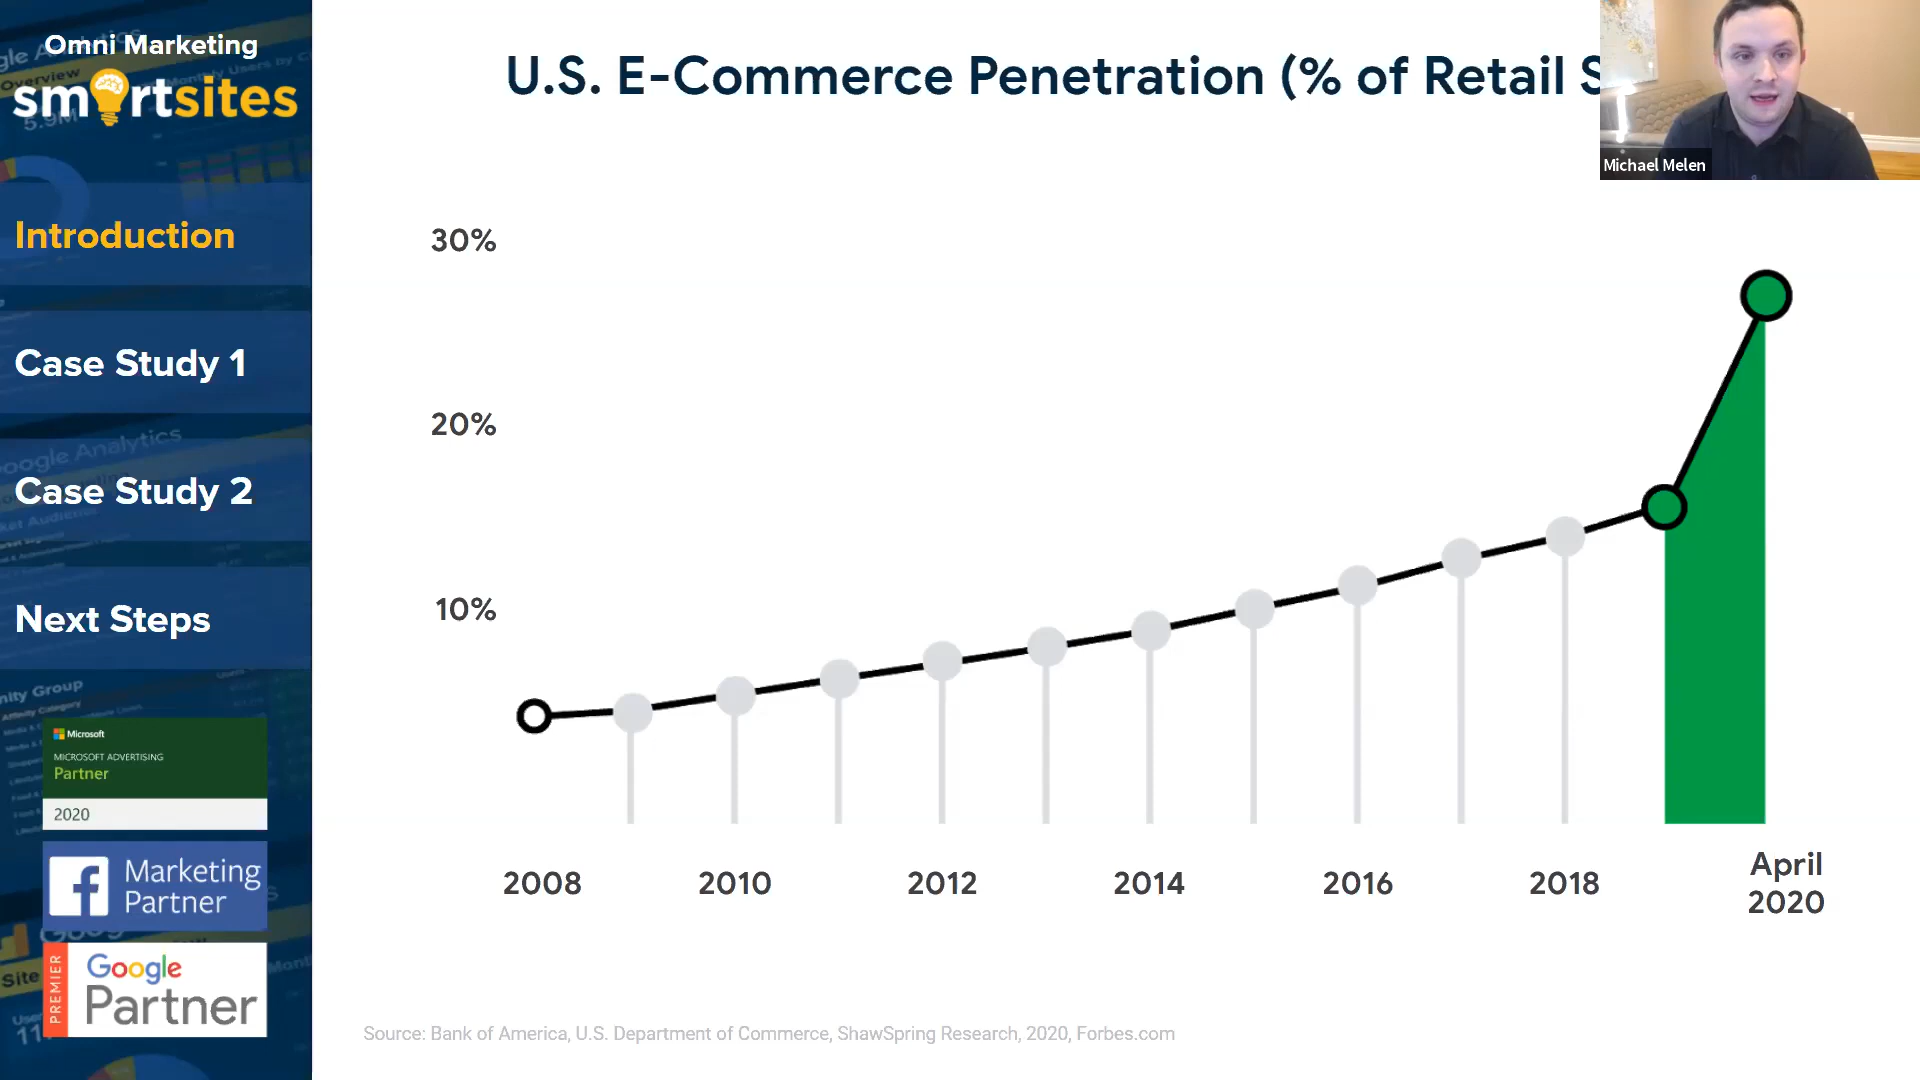 Omni Marketing
smartsites
Introduction
Case Study 1
Case Study 2
Next Steps
Microsoft
MICROSOFT ADVERTISING
Partner
2020
Marketing
Partner
PREMIER
Google
Partner
U.S. E-Commerce Penetration (% of Retail S
Michael Melen
30%
20%
10%
2008
2010
2012
2014
2016
2018
April
2020
Source: Bank of America, U.S. Department of Commerce, ShawSpring Research, 2020, Forbes.com